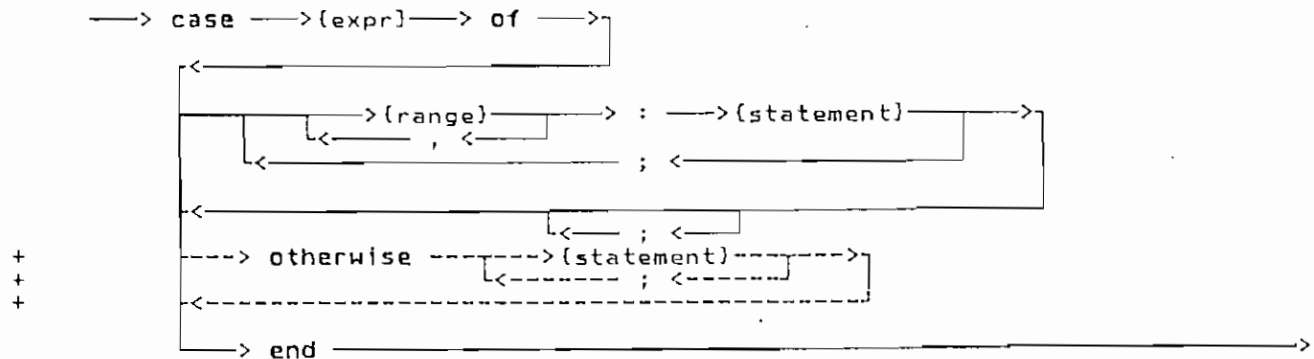 case {expr} of
{range} : {statement}
,
;
;
+ otherwise {statement}
+ ;
+
end